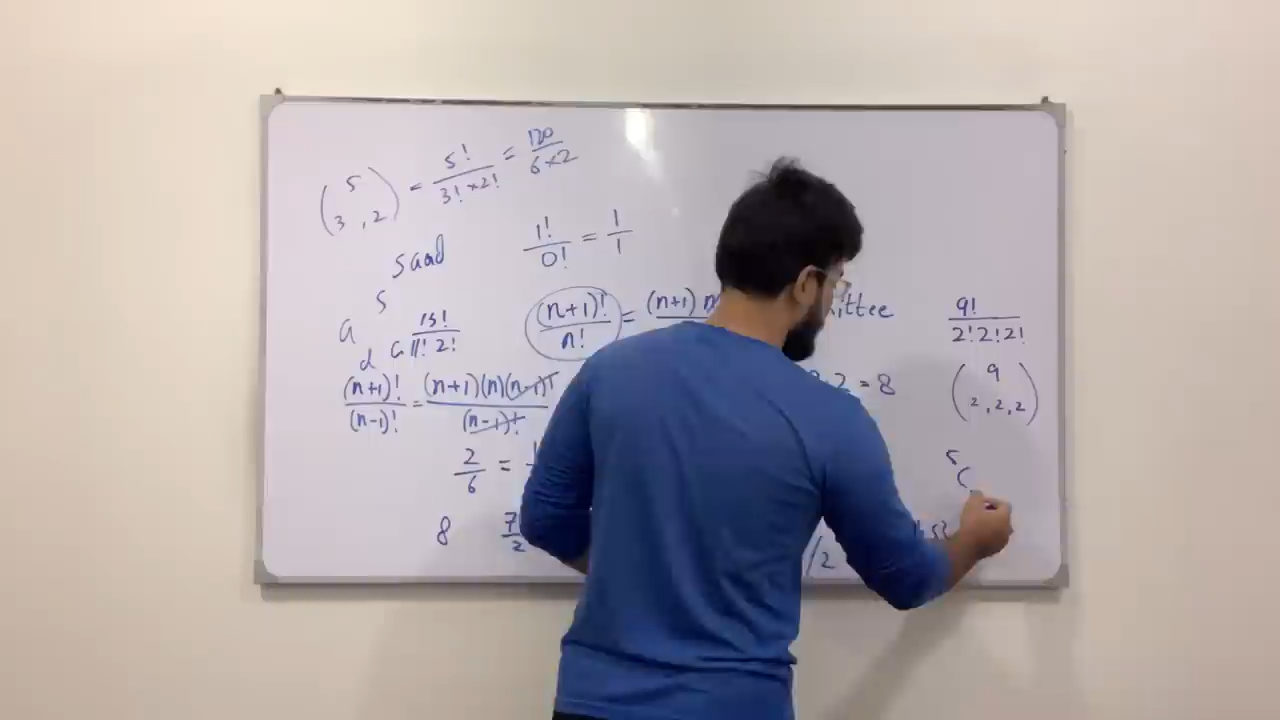 (5 / 3 , 2) = 5! / 3! × 2! = 120 / 6 × 2
saad
1! / 0! = 1 / 1
s
a
d
a
15! / 11! 2!
(n+1)! / n! = (n+1) n
ittee
9! / 2! 2! 2!
(n+1)! / (n-1)! = (n+1)(n)(n-1)! / (n-1)!
2 = 8
(9 / 2 , 2 , 2)
2 / 6 =
5C
8
7 / 2
/2